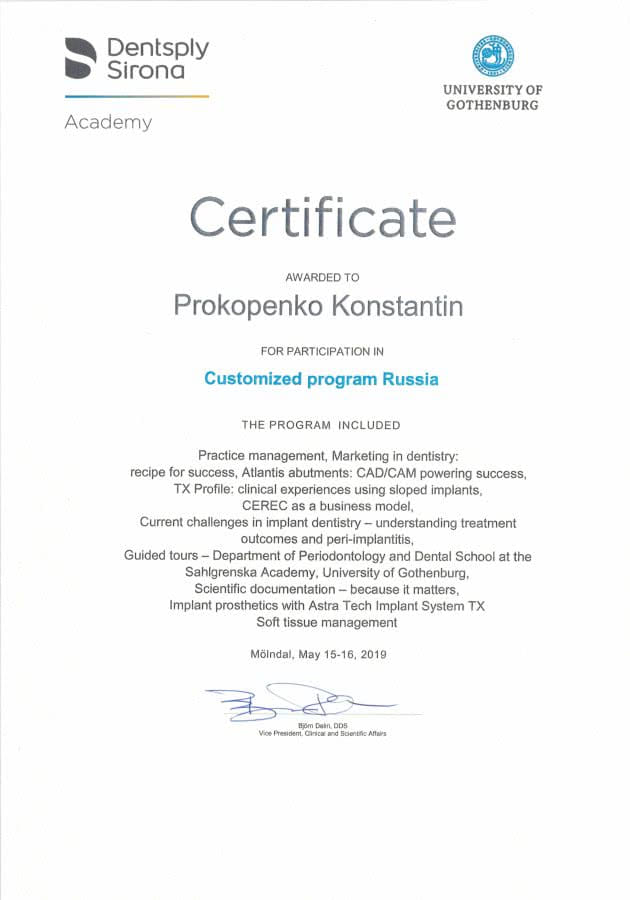 Dentsply
Sirona
Academy
UNIVERSITY OF
GOTHENBURG
Certificate
AWARDED TO
Prokopenko Konstantin
FOR PARTICIPATION IN
Customized program Russia
THE PROGRAM INCLUDED
Practice management, Marketing in dentistry:
recipe for success, Atlantis abutments: CAD/CAM powering success,
TX Profile: clinical experiences using sloped implants,
CEREC as a business model,
Current challenges in implant dentistry – understanding treatment
outcomes and peri-implantitis,
Guided tours – Department of Periodontology and Dental School at the
Sahlgrenska Academy, University of Gothenburg,
Scientific documentation – because it matters,
Implant prosthetics with Astra Tech Implant System TX
Soft tissue management
Mölndal, May 15-16, 2019
Björn Delin, DDS
Vice President, Clinical and Scientific Affairs